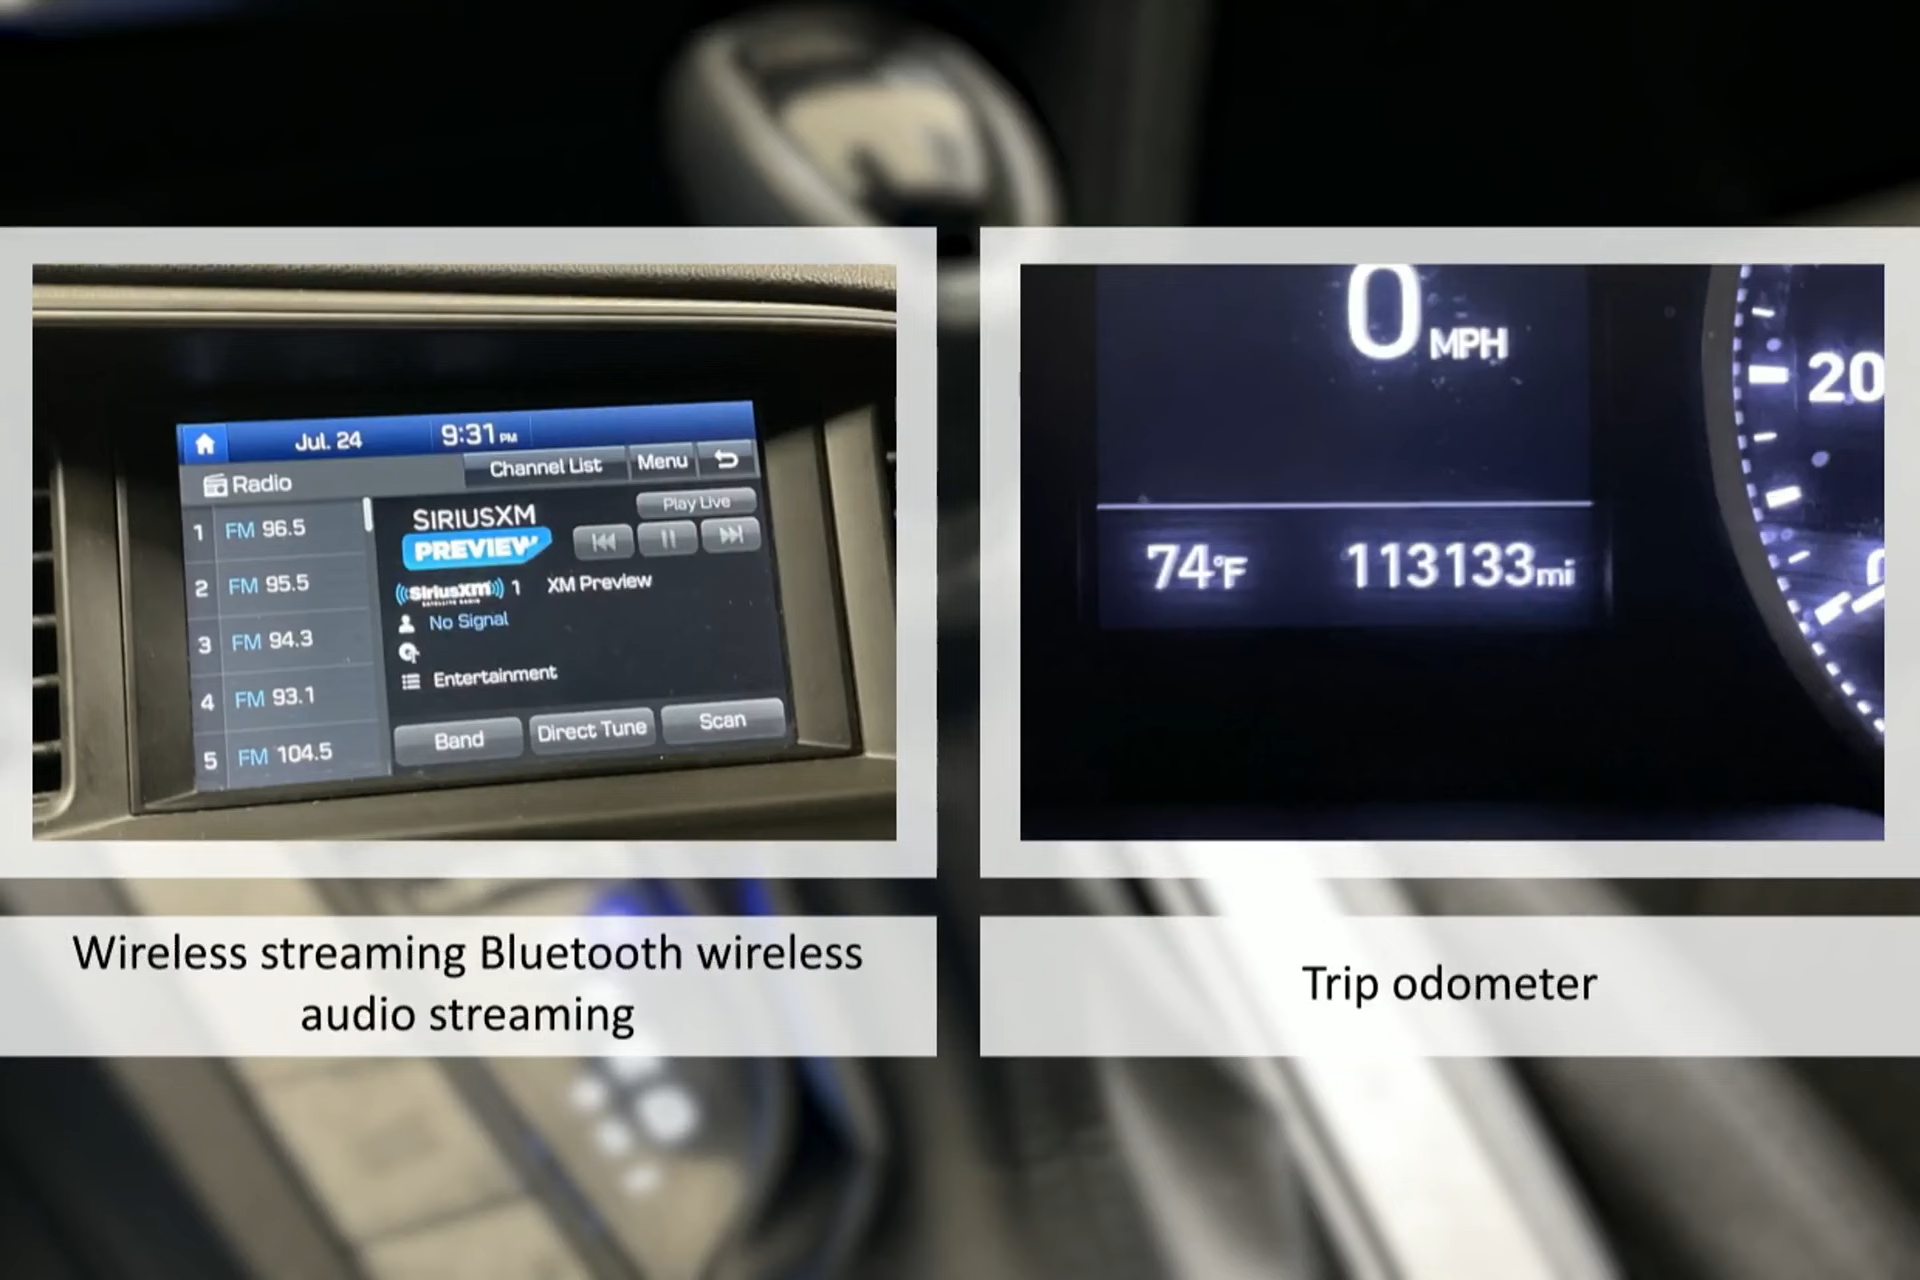 Jul. 24
9:31 PM
Radio
Channel List
Menu
1 FM 96.5
2 FM 95.5
3 FM 94.3
4 FM 93.1
5 FM 104.5
SIRIUSXM
PREVIEW
Play Live
((SiriusXM)) 1 XM Preview
SATELLITE RADIO
No Signal
Entertainment
Band
Direct Tune
Scan
0 MPH
74°F
113133mi
20
0
Wireless streaming Bluetooth wireless
audio streaming
Trip odometer